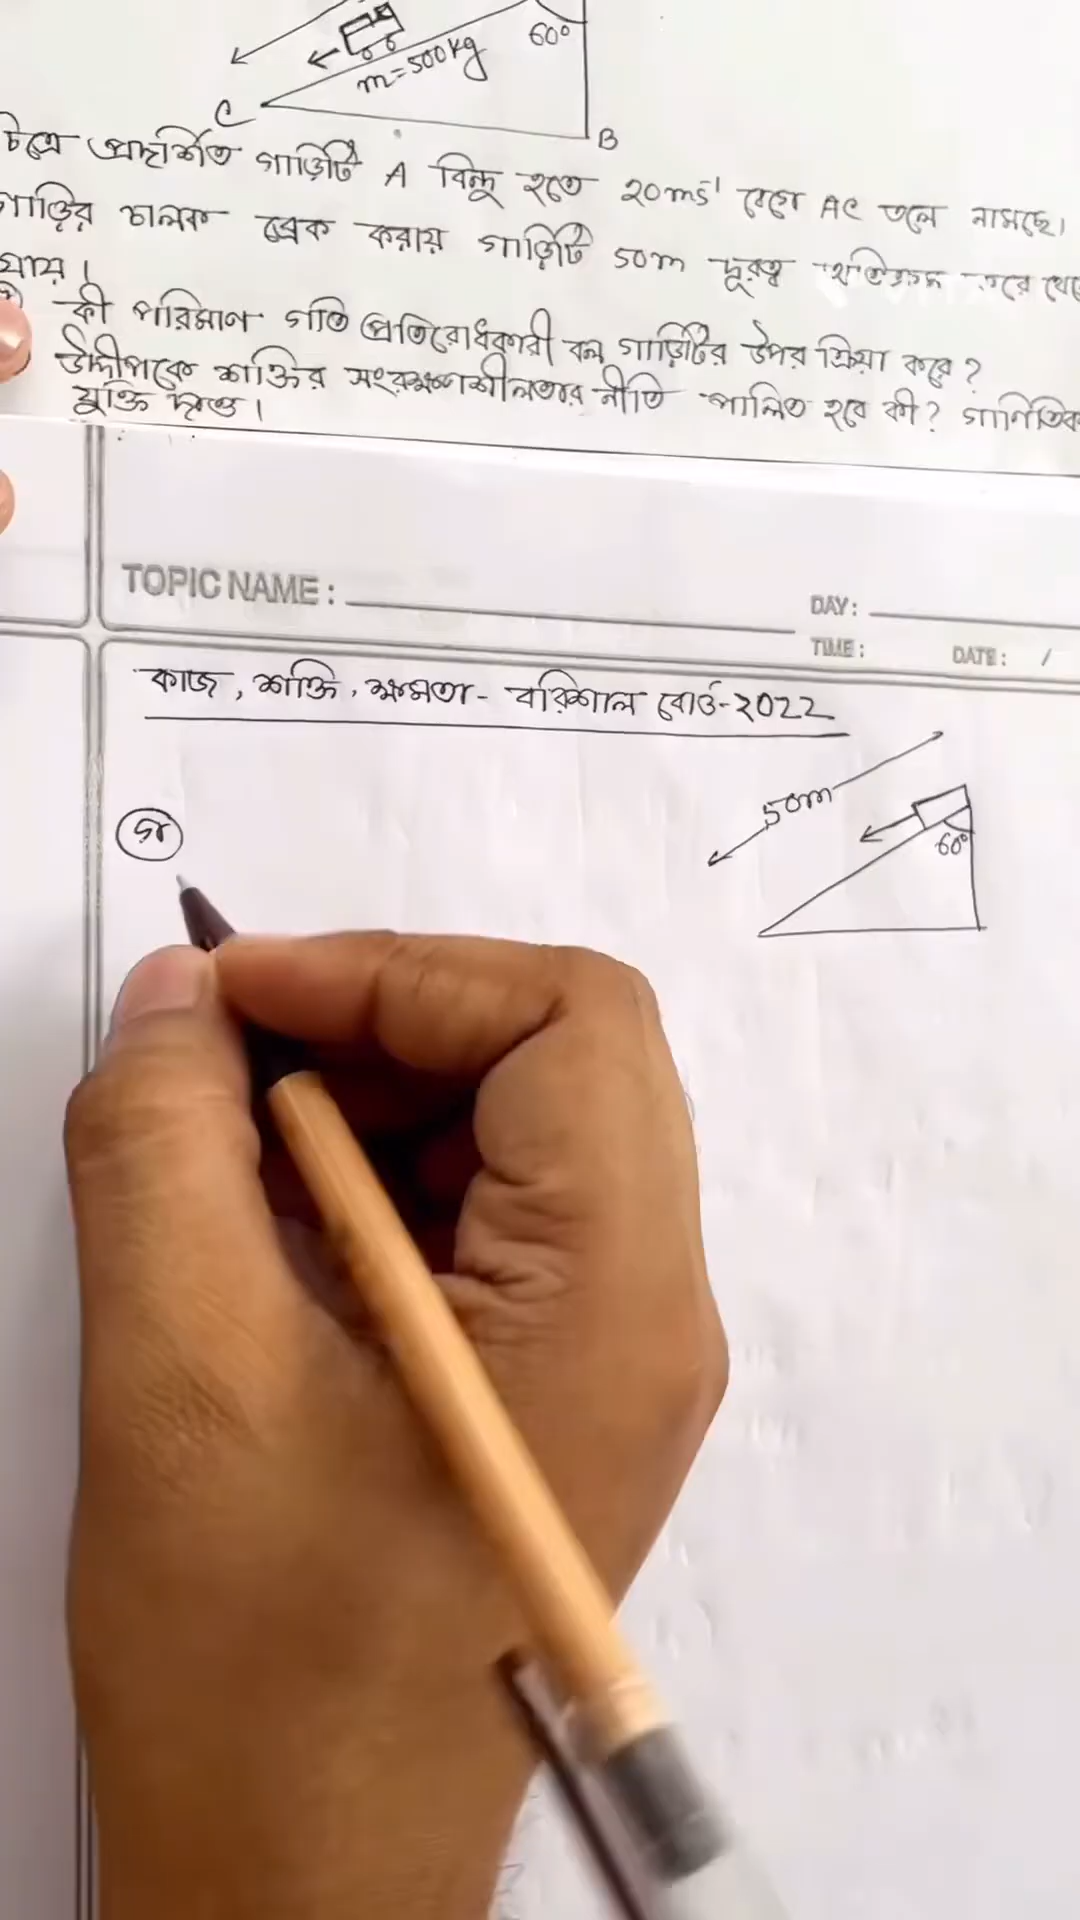 60°
m=500kg
C
B
চিত্রে প্রদর্শিত গাড়িটি A বিন্দু হতে 20ms⁻¹ বেগে AC তলে নামছে।
গাড়ির চালক ব্রেক করায় গাড়িটি 50m দূরত্ব অতিক্রম করে থে
যায়।
কী পরিমাণ গতি প্রতিরোধকারী বল গাড়িটির উপর ক্রিয়া করে?
উদ্দীপকে শক্তির সংরক্ষণশীলতার নীতি পালিত হবে কী? গাণিতিক
যুক্তি দাও।
TOPIC NAME :
DAY :
TIME :
DATE : /
কাজ, শক্তি, ক্ষমতা - বরিশাল বোর্ড-2022
50m
60°
গ